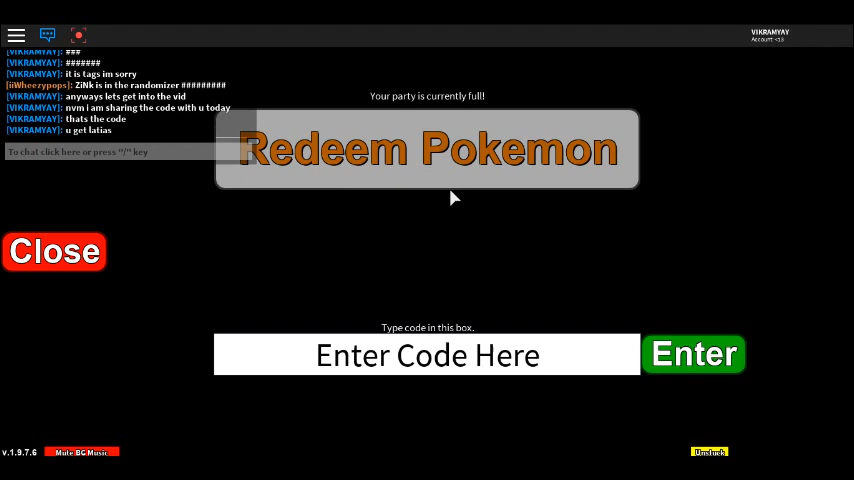 VIKRAMYAY
Account <13
[VIKRAMYAY]: ###
[VIKRAMYAY]: #######
[VIKRAMYAY]: it is tags im sorry
[iiWheezypops]: ZiNk is in the randomizer #########
[VIKRAMYAY]: anyways lets get into the vid
[VIKRAMYAY]: nvm i am sharing the code with u today
[VIKRAMYAY]: thats the code
[VIKRAMYAY]: u get latias
To chat click here or press "/" key
Your party is currently full!
Redeem Pokemon
Close
Type code in this box.
Enter Code Here
Enter
v.1.9.7.6
Mute BG Music
Unstuck